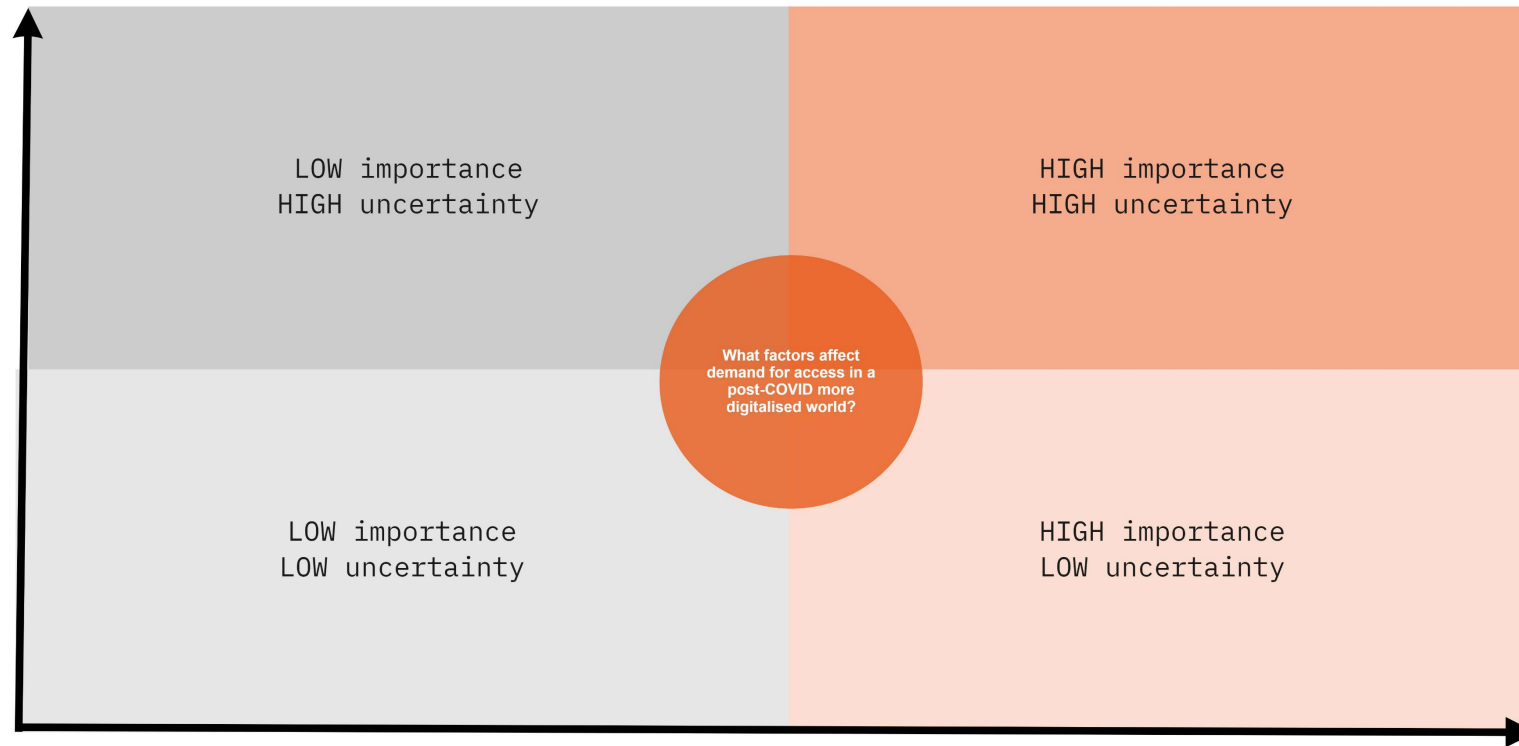 LOW importance
HIGH uncertainty
HIGH importance
HIGH uncertainty
What factors affect
demand for access in a
post-COVID more
digitalised world?
LOW importance
LOW uncertainty
HIGH importance
LOW uncertainty